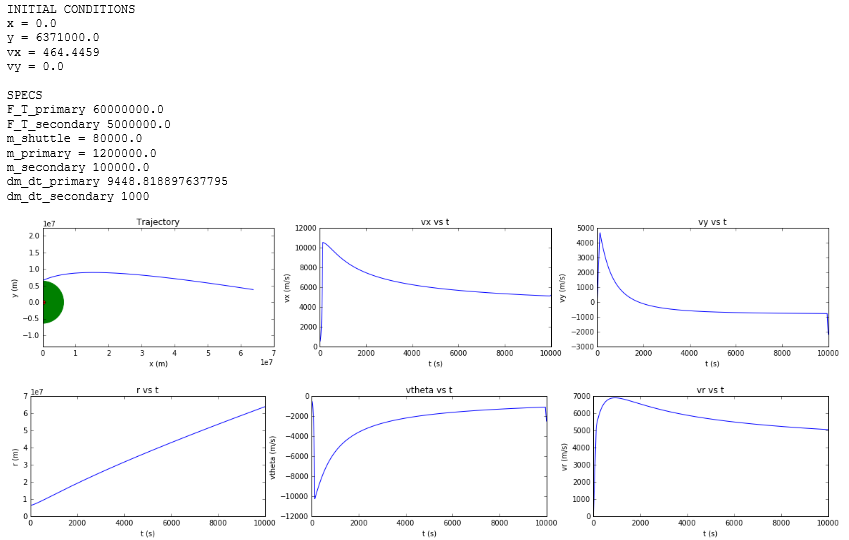 INITIAL CONDITIONS
x = 0.0
y = 6371000.0
vx = 464.4459
vy = 0.0
SPECS
F_T_primary 60000000.0
F_T_secondary 5000000.0
m_shuttle = 80000.0
m_primary = 1200000.0
m_secondary 100000.0
dm_dt_primary 9448.818897637795
dm_dt_secondary 1000
Trajectory
1e7
2.0
1.5
1.0
0.5
0.0
−0.5
−1.0
y (m)
0 1 2 3 4 5 6 7
1e7
x (m)
vx vs t
12000
10000
8000
6000
4000
2000
0
vx (m/s)
0 2000 4000 6000 8000 10000
t (s)
vy vs t
5000
4000
3000
2000
1000
0
−1000
−2000
−3000
vy (m/s)
0 2000 4000 6000 8000 10000
t (s)
r vs t
1e7
7
6
5
4
3
2
1
0
r (m)
0 2000 4000 6000 8000 10000
t (s)
vtheta vs t
0
−2000
−4000
−6000
−8000
−10000
−12000
vtheta (m/s)
0 2000 4000 6000 8000 10000
t (s)
vr vs t
7000
6000
5000
4000
3000
2000
1000
0
vr (m/s)
0 2000 4000 6000 8000 10000
t (s)